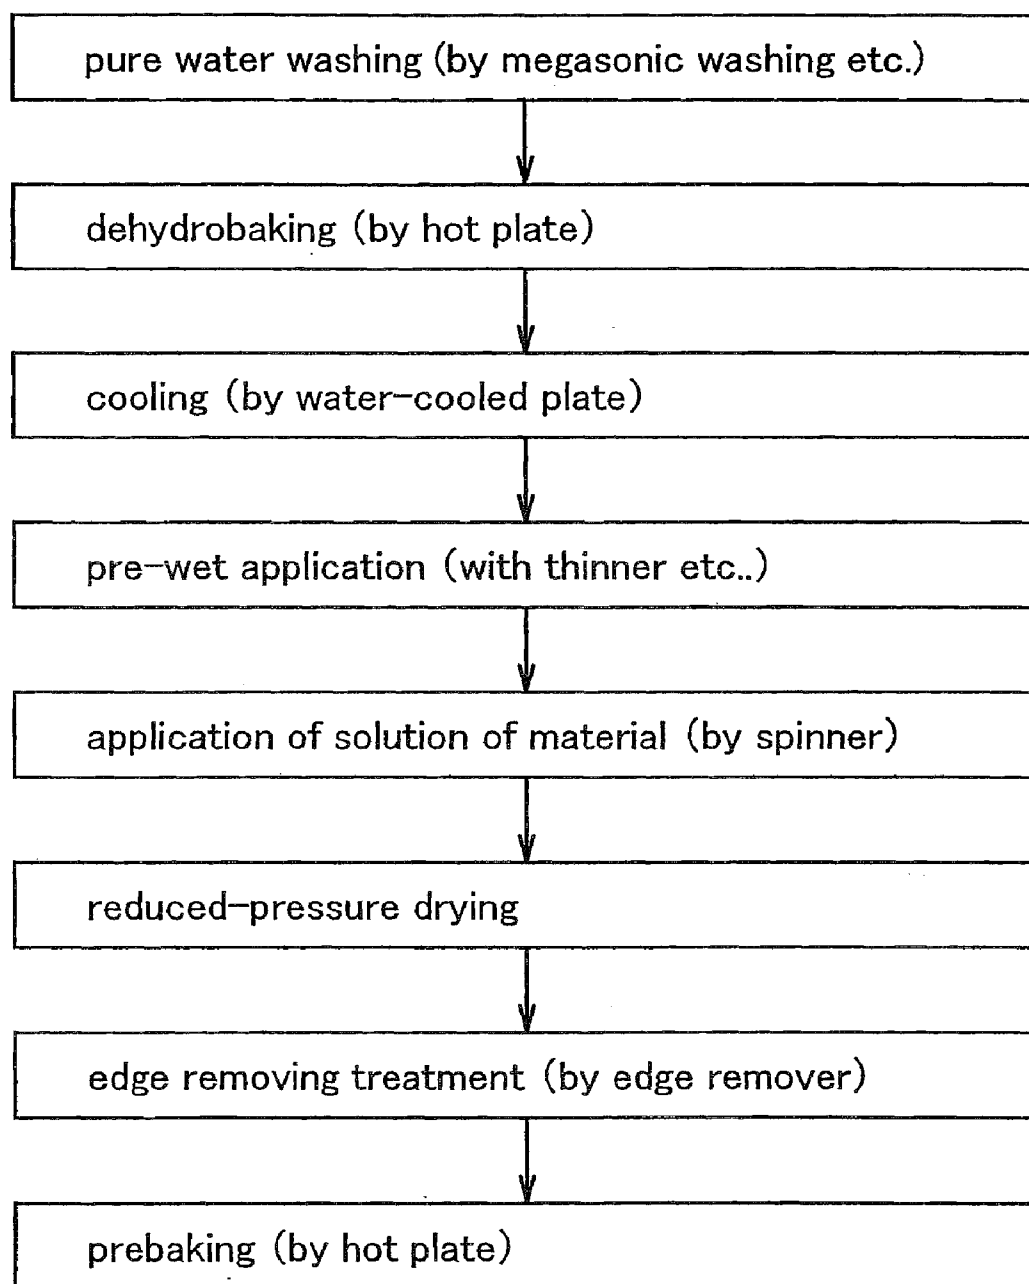 pure water washing (by megasonic washing etc.)
dehydrobaking (by hot plate)
cooling (by water-cooled plate)
pre-wet application (with thinner etc..)
application of solution of material (by spinner)
reduced-pressure drying
edge removing treatment (by edge remover)
prebaking (by hot plate)